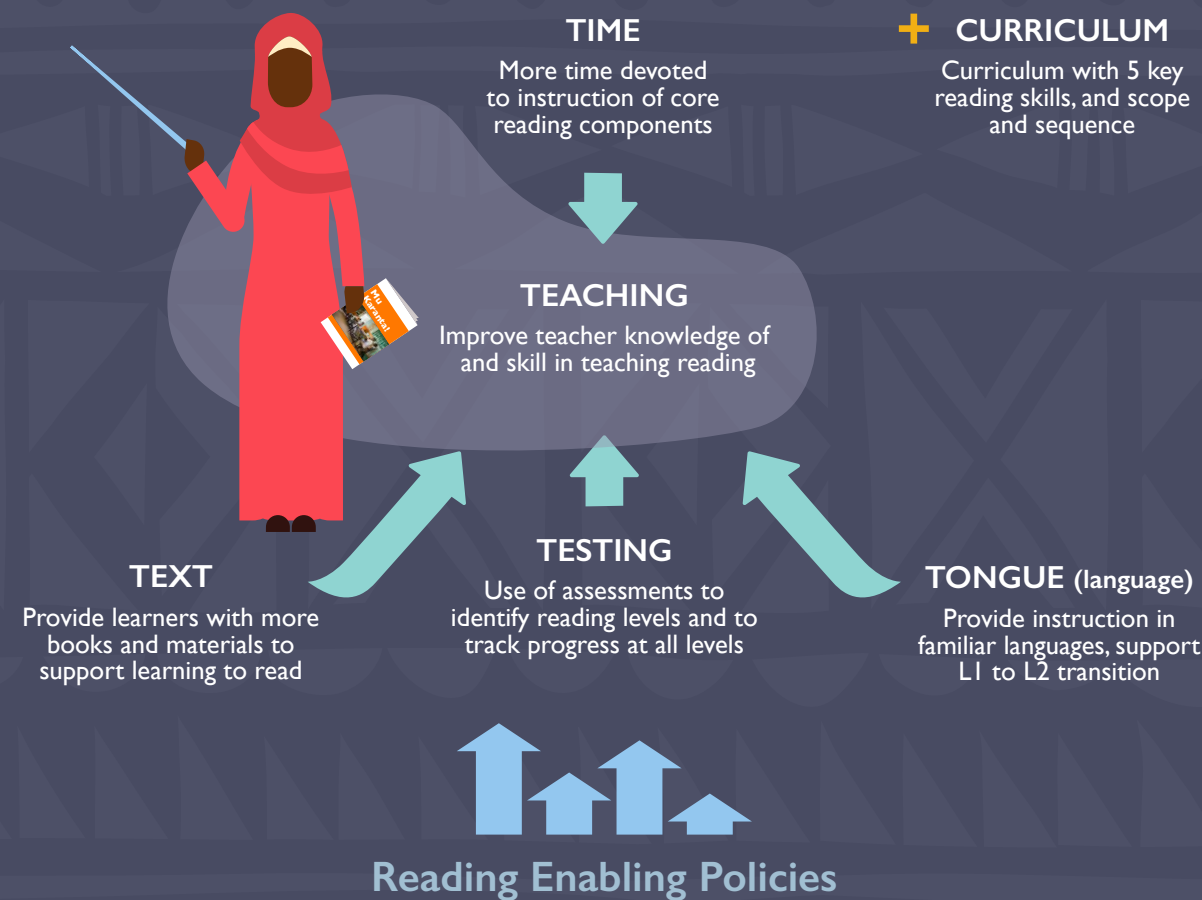 TIME
More time devoted
to instruction of core
reading components
+ CURRICULUM
Curriculum with 5 key
reading skills, and scope
and sequence
TEACHING
Improve teacher knowledge of
and skill in teaching reading
Mu
Karanta!
TEXT
Provide learners with more
books and materials to
support learning to read
TESTING
Use of assessments to
identify reading levels and to
track progress at all levels
TONGUE (language)
Provide instruction in
familiar languages, support
L1 to L2 transition
Reading Enabling Policies